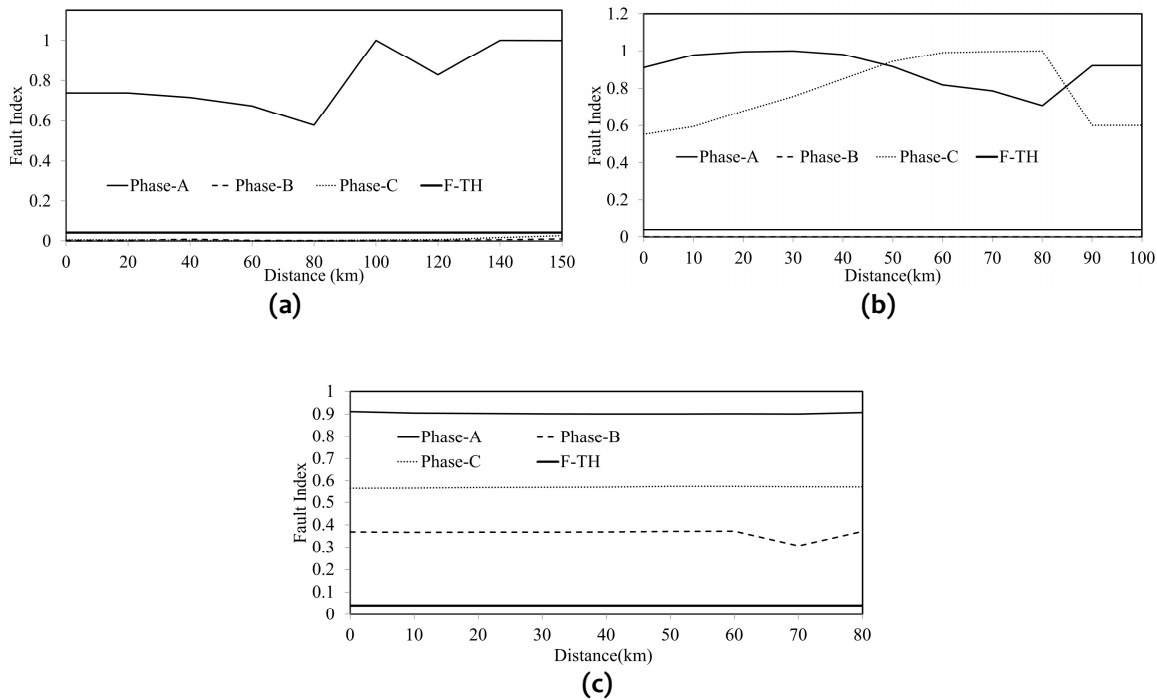 (a)
Fault Index
1
0.8
0.6
0.4
0.2
0
Phase-A Phase-B Phase-C F-TH
0 20 40 60 80 100 120 140 150
Distance (km)
(b)
Fault Index
1.2
1
0.8
0.6
0.4
0.2
0
Phase-A Phase-B Phase-C F-TH
0 10 20 30 40 50 60 70 80 90 100
Distance(km)
(c)
Fault Index
1
0.9
0.8
0.7
0.6
0.5
0.4
0.3
0.2
0.1
0
Phase-A Phase-B
Phase-C F-TH
0 10 20 30 40 50 60 70 80
Distance(km)